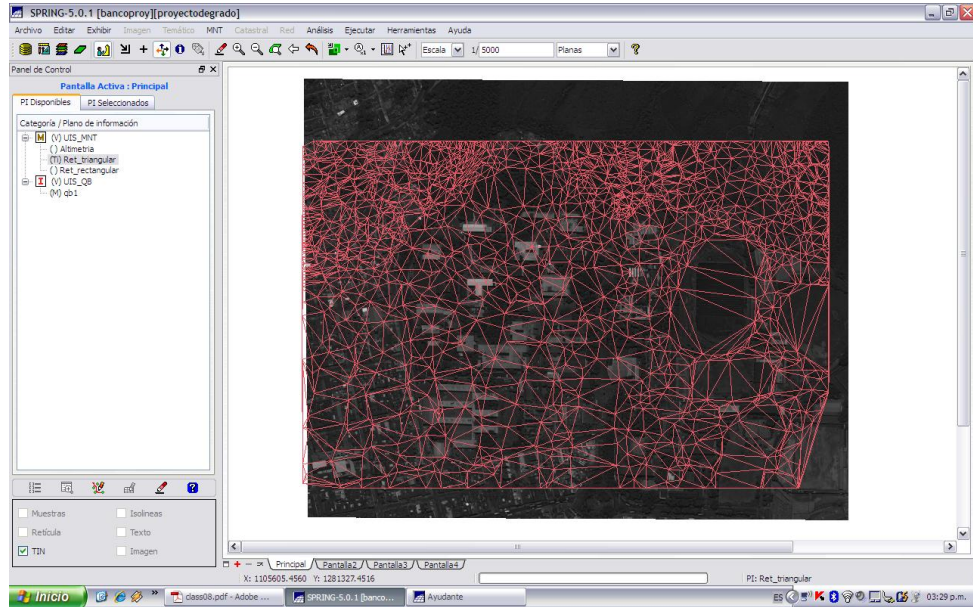 SPRING-5.0.1 [bancoproy][proyectodegrado]
Archivo Editar Exhibir Imagen Temático MNT Catastral Red Análisis Ejecutar Herramientas Ayuda
Escala 1/ 5000 Planas
Panel de Control
Pantalla Activa : Principal
PI Disponibles PI Seleccionados
Categoría / Plano de información
M (V) UIS_MNT
() Altimetria
(TI) Ret_triangular
() Ret_rectangular
I (V) UIS_QB
(M) qb1
Muestras Isolineas
Retícula Texto
TIN Imagen
Principal Pantalla2 Pantalla3 Pantalla4
X: 1105605.4560 Y: 1281327.4516 PI: Ret_triangular
Inicio class08.pdf - Adobe ... SPRING-5.0.1 [banco... Ayudante ES 03:29 p.m.